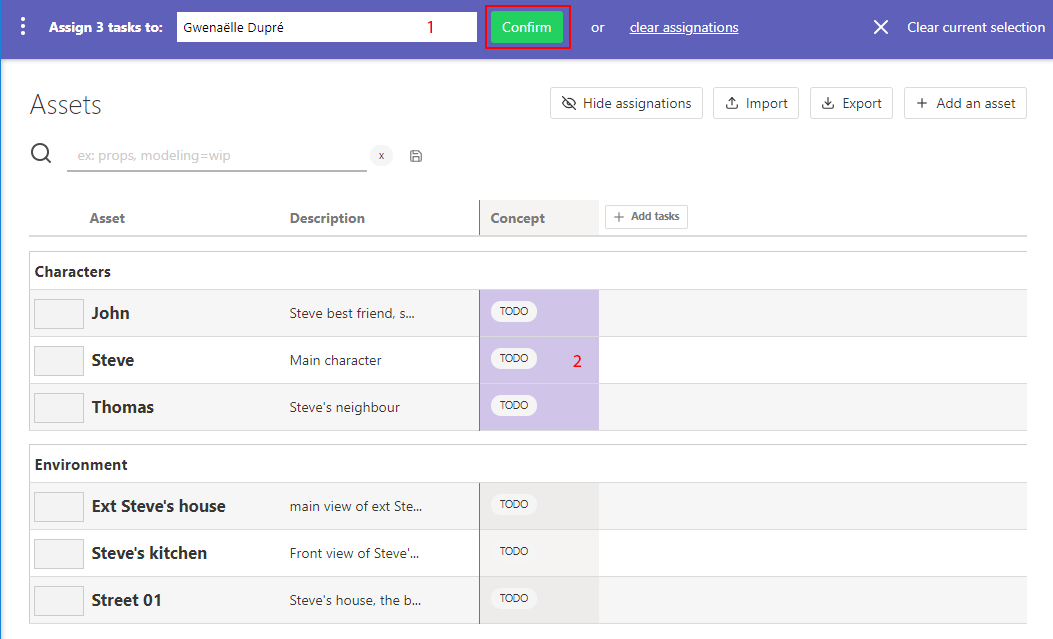 Assign 3 tasks to: Gwenaëlle Dupré 1 Confirm or clear assignations Clear current selection
Assets Hide assignations Import Export + Add an asset
ex: props, modeling=wip x
Asset Description Concept + Add tasks
Characters
John Steve best friend, s... TODO
Steve Main character TODO 2
Thomas Steve's neighbour TODO
Environment
Ext Steve's house main view of ext Ste... TODO
Steve's kitchen Front view of Steve'... TODO
Street 01 Steve's house, the b... TODO